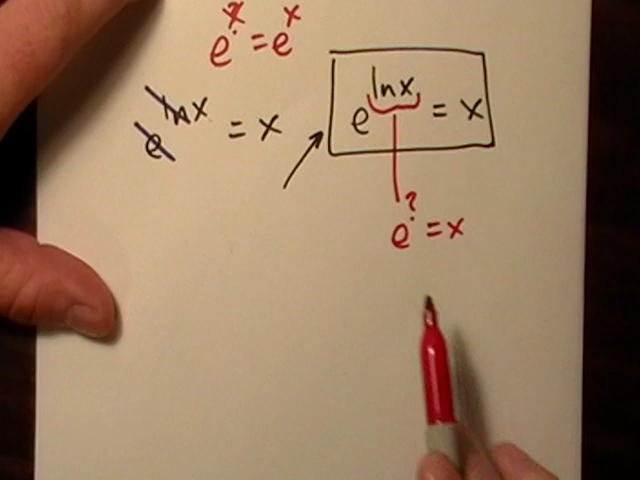 e^? = e^x
e^ln x = x
e^ln x = x
e^? = x